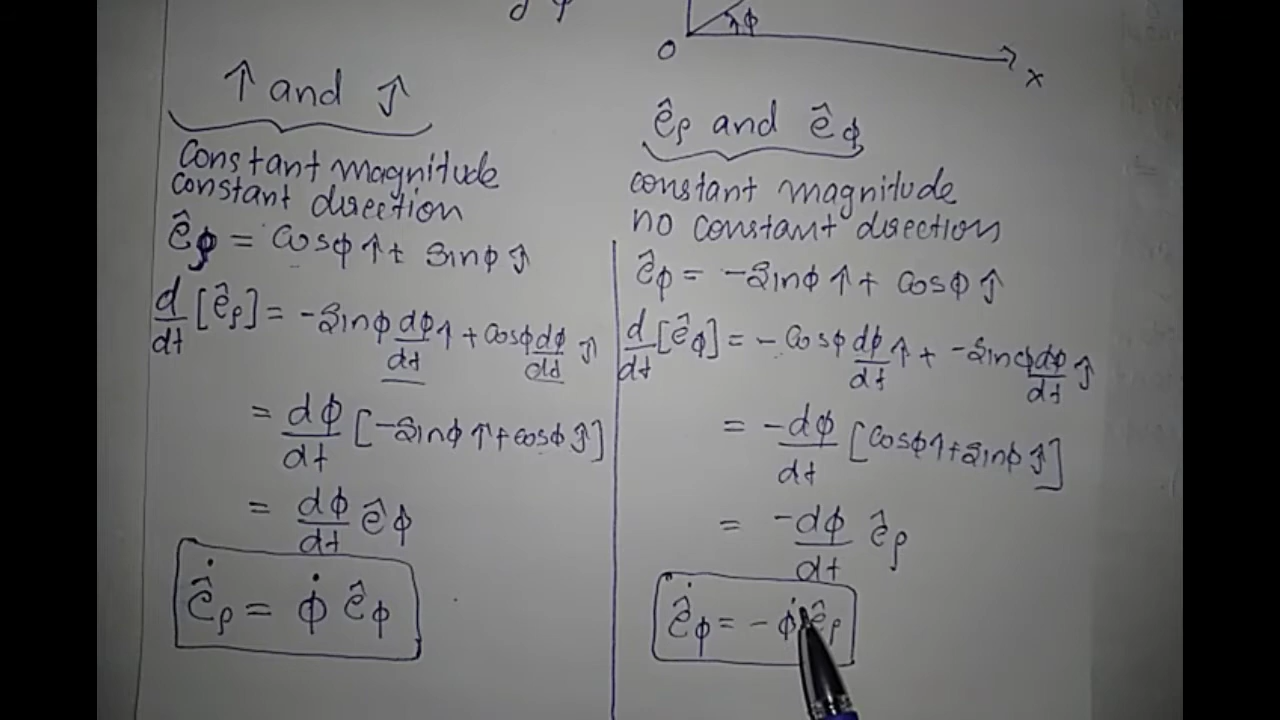 ϕ
O
x
î and ĵ
constant magnitude
constant direction
ê_ρ = cosϕ î + sinϕ ĵ
d/dt [ê_ρ] = -sinϕ dϕ/dt î + cosϕ dϕ/dt ĵ
= dϕ/dt [-sinϕ î + cosϕ ĵ]
= dϕ/dt ê_ϕ
ê̇_ρ = ϕ̇ ê_ϕ
ê_ρ and ê_ϕ
constant magnitude
no constant direction
ê_ϕ = -sinϕ î + cosϕ ĵ
d/dt [ê_ϕ] = -cosϕ dϕ/dt î + -sinϕ dϕ/dt ĵ
= -dϕ/dt [cosϕ î + sinϕ ĵ]
= -dϕ/dt ê_ρ
ê̇_ϕ = -ϕ̇ ê_ρ